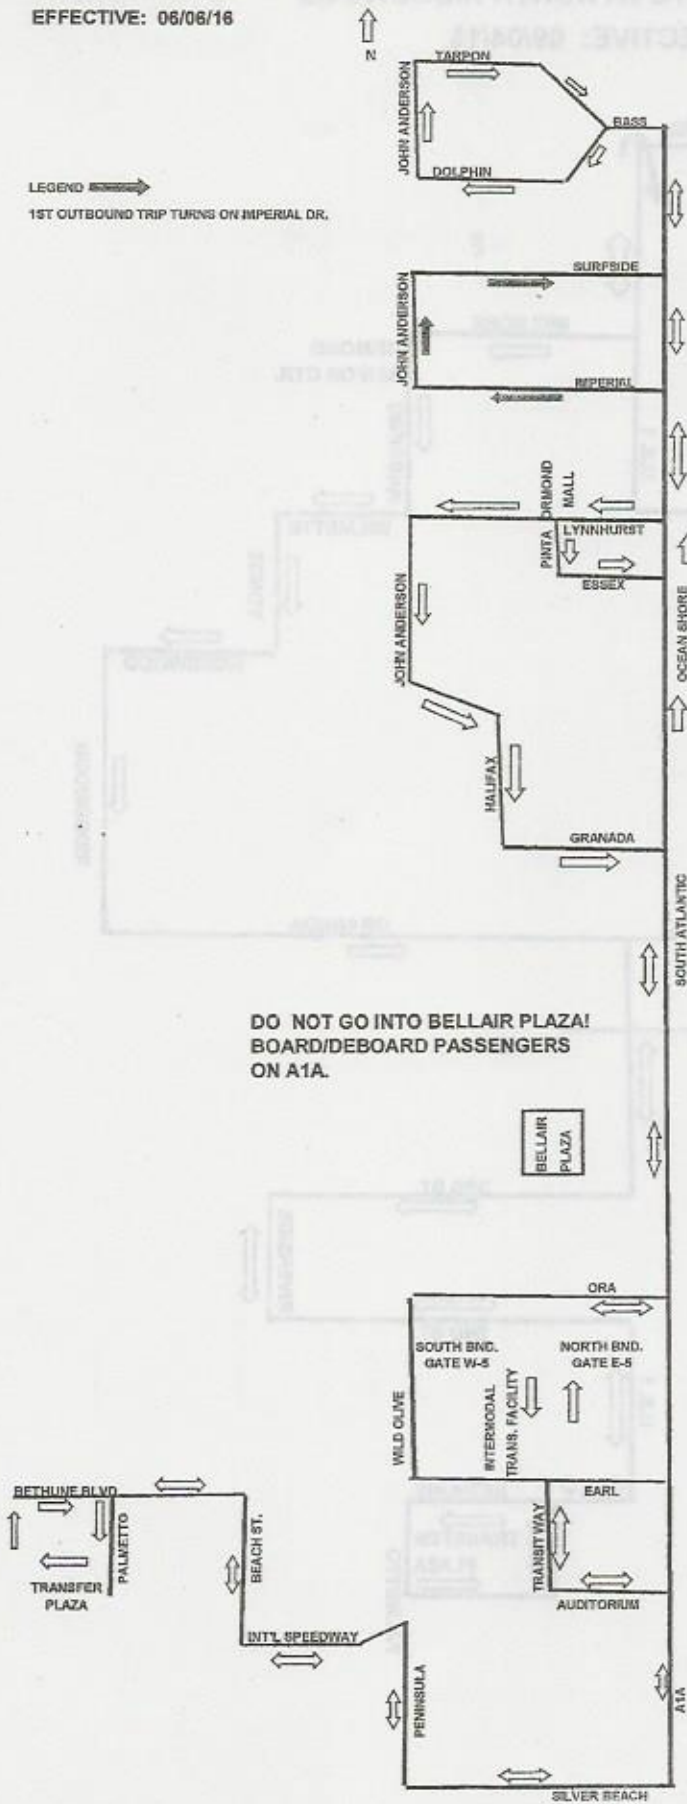 EFFECTIVE: 06/06/16
N
TARPON
JOHN ANDERSON
BASS
DOLPHIN
LEGEND
1ST OUTBOUND TRIP TURNS ON IMPERIAL DR.
SURFSIDE
JOHN ANDERSON
IMPERIAL
ORMOND
MALL
LYNNHURST
PINTA
ESSEX
JOHN ANDERSON
OCEAN SHORE
HALIFAX
GRANADA
SOUTH ATLANTIC
DO NOT GO INTO BELLAIR PLAZA!
BOARD/DEBOARD PASSENGERS
ON A1A.
BELLAIR
PLAZA
ORA
SOUTH BND.
GATE W-5
NORTH BND.
GATE E-5
WILD OLIVE
INTERMODAL
TRANS. FACILITY
BETHUNE BLVD
EARL
PALMETTO
BEACH ST.
TRANSIT WAY
TRANSFER
PLAZA
AUDITORIUM
INT'L SPEEDWAY
PENINSULA
A1A
SILVER BEACH